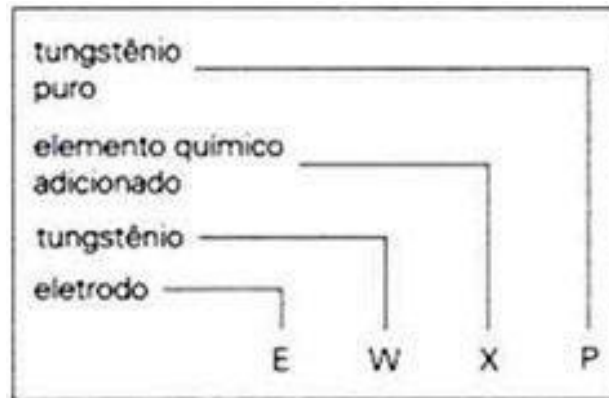 tungstênio
puro
elemento químico
adicionado
tungstênio
eletrodo
E W X P